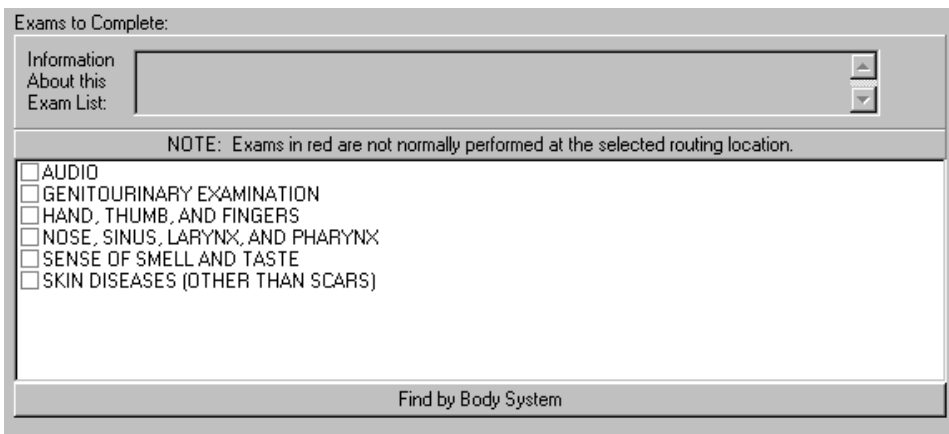 Exams to Complete:
Information
About this
Exam List:
NOTE:  Exams in red are not normally performed at the selected routing location.
AUDIO
GENITOURINARY EXAMINATION
HAND, THUMB, AND FINGERS
NOSE, SINUS, LARYNX, AND PHARYNX
SENSE OF SMELL AND TASTE
SKIN DISEASES (OTHER THAN SCARS)
Find by Body System